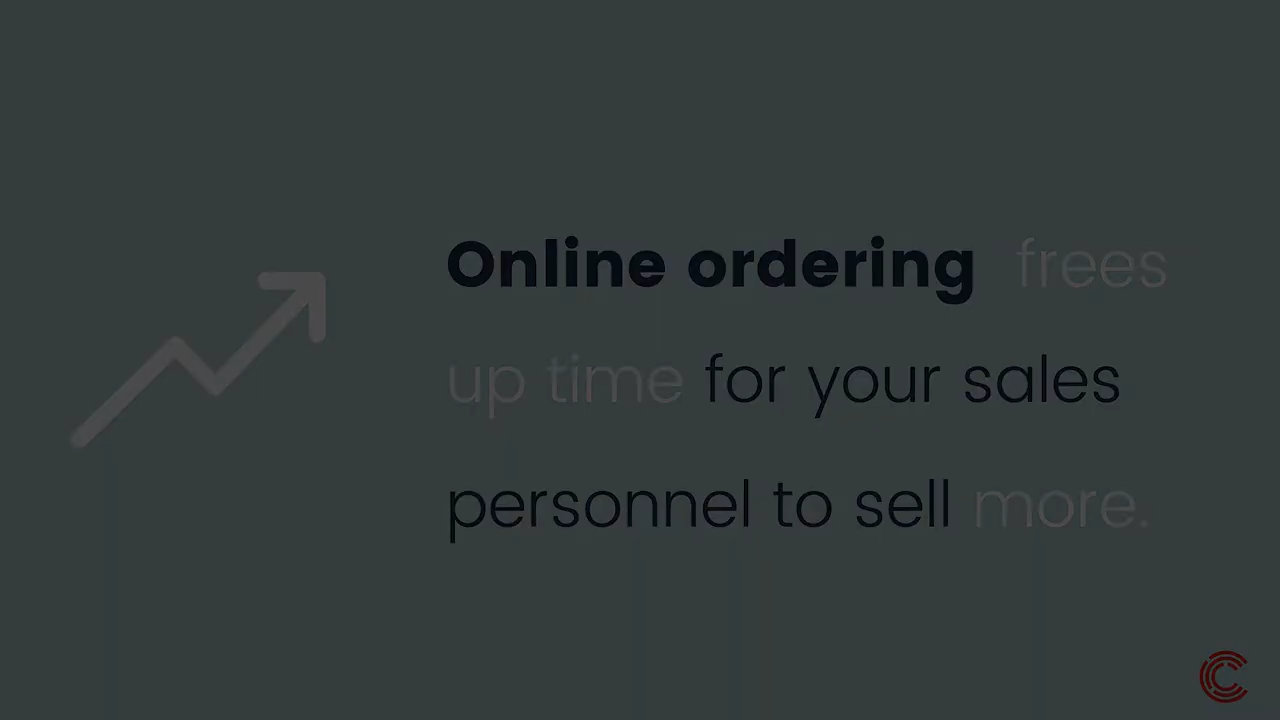 Online ordering frees
up time for your sales
personnel to sell more.